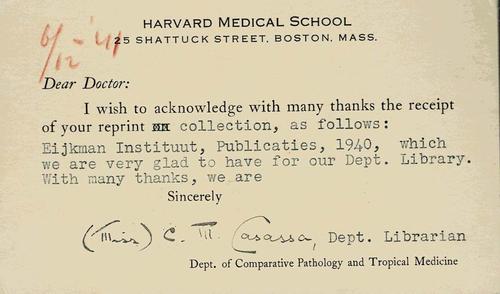 HARVARD MEDICAL SCHOOL
25 SHATTUCK STREET, BOSTON, MASS.
6/12 - '41
Dear Doctor:
I wish to acknowledge with many thanks the receipt
of your reprint collection, as follows:
Eijkman Instituut, Publicaties, 1940, which
we are very glad to have for our Dept. Library.
With many thanks, we are
Sincerely
(Miss) C. M. Casassa, Dept. Librarian
Dept. of Comparative Pathology and Tropical Medicine